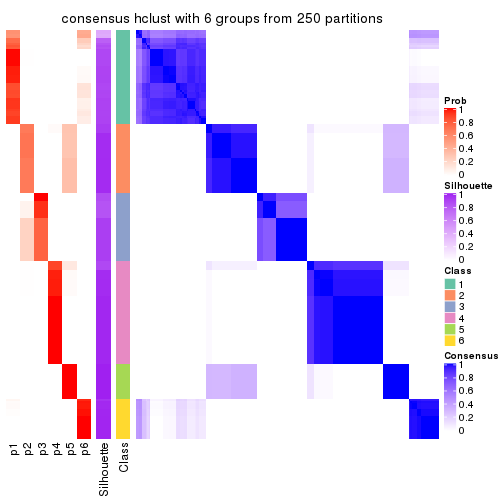 consensus hclust with 6 groups from 250 partitions
Prob
1
0.8
0.6
0.4
0.2
0
Silhouette
1
0.8
0.6
0.4
0.2
0
Class
1
2
3
4
5
6
Consensus
1
0.8
0.6
0.4
0.2
0
p1
p2
p3
p4
p5
p6
Silhouette
Class